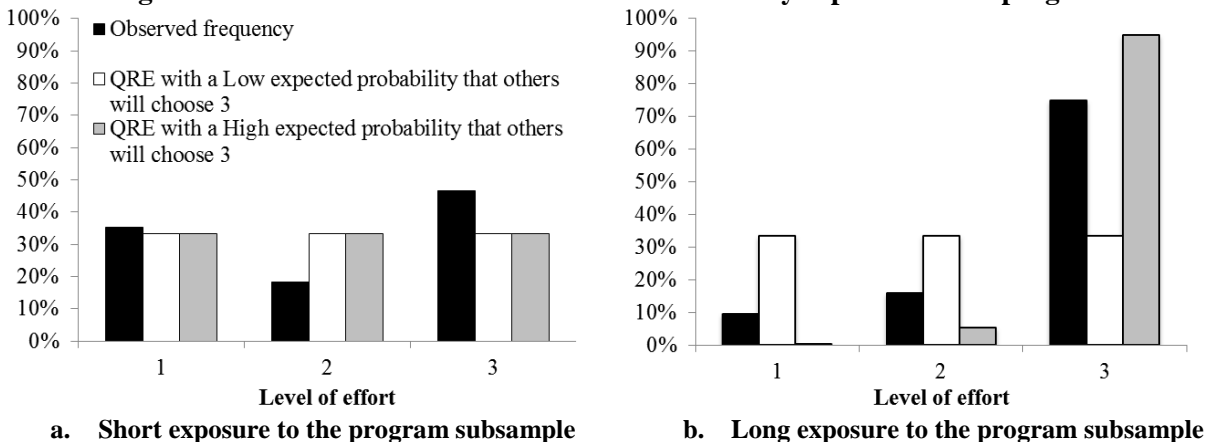 100%
90%
80%
70%
60%
50%
40%
30%
20%
10%
0%
Observed frequency
QRE with a Low expected probability that others
will choose 3
QRE with a High expected probability that others
will choose 3
1 2 3
Level of effort
a. Short exposure to the program subsample
100%
90%
80%
70%
60%
50%
40%
30%
20%
10%
0%
1 2 3
Level of effort
b. Long exposure to the program subsample